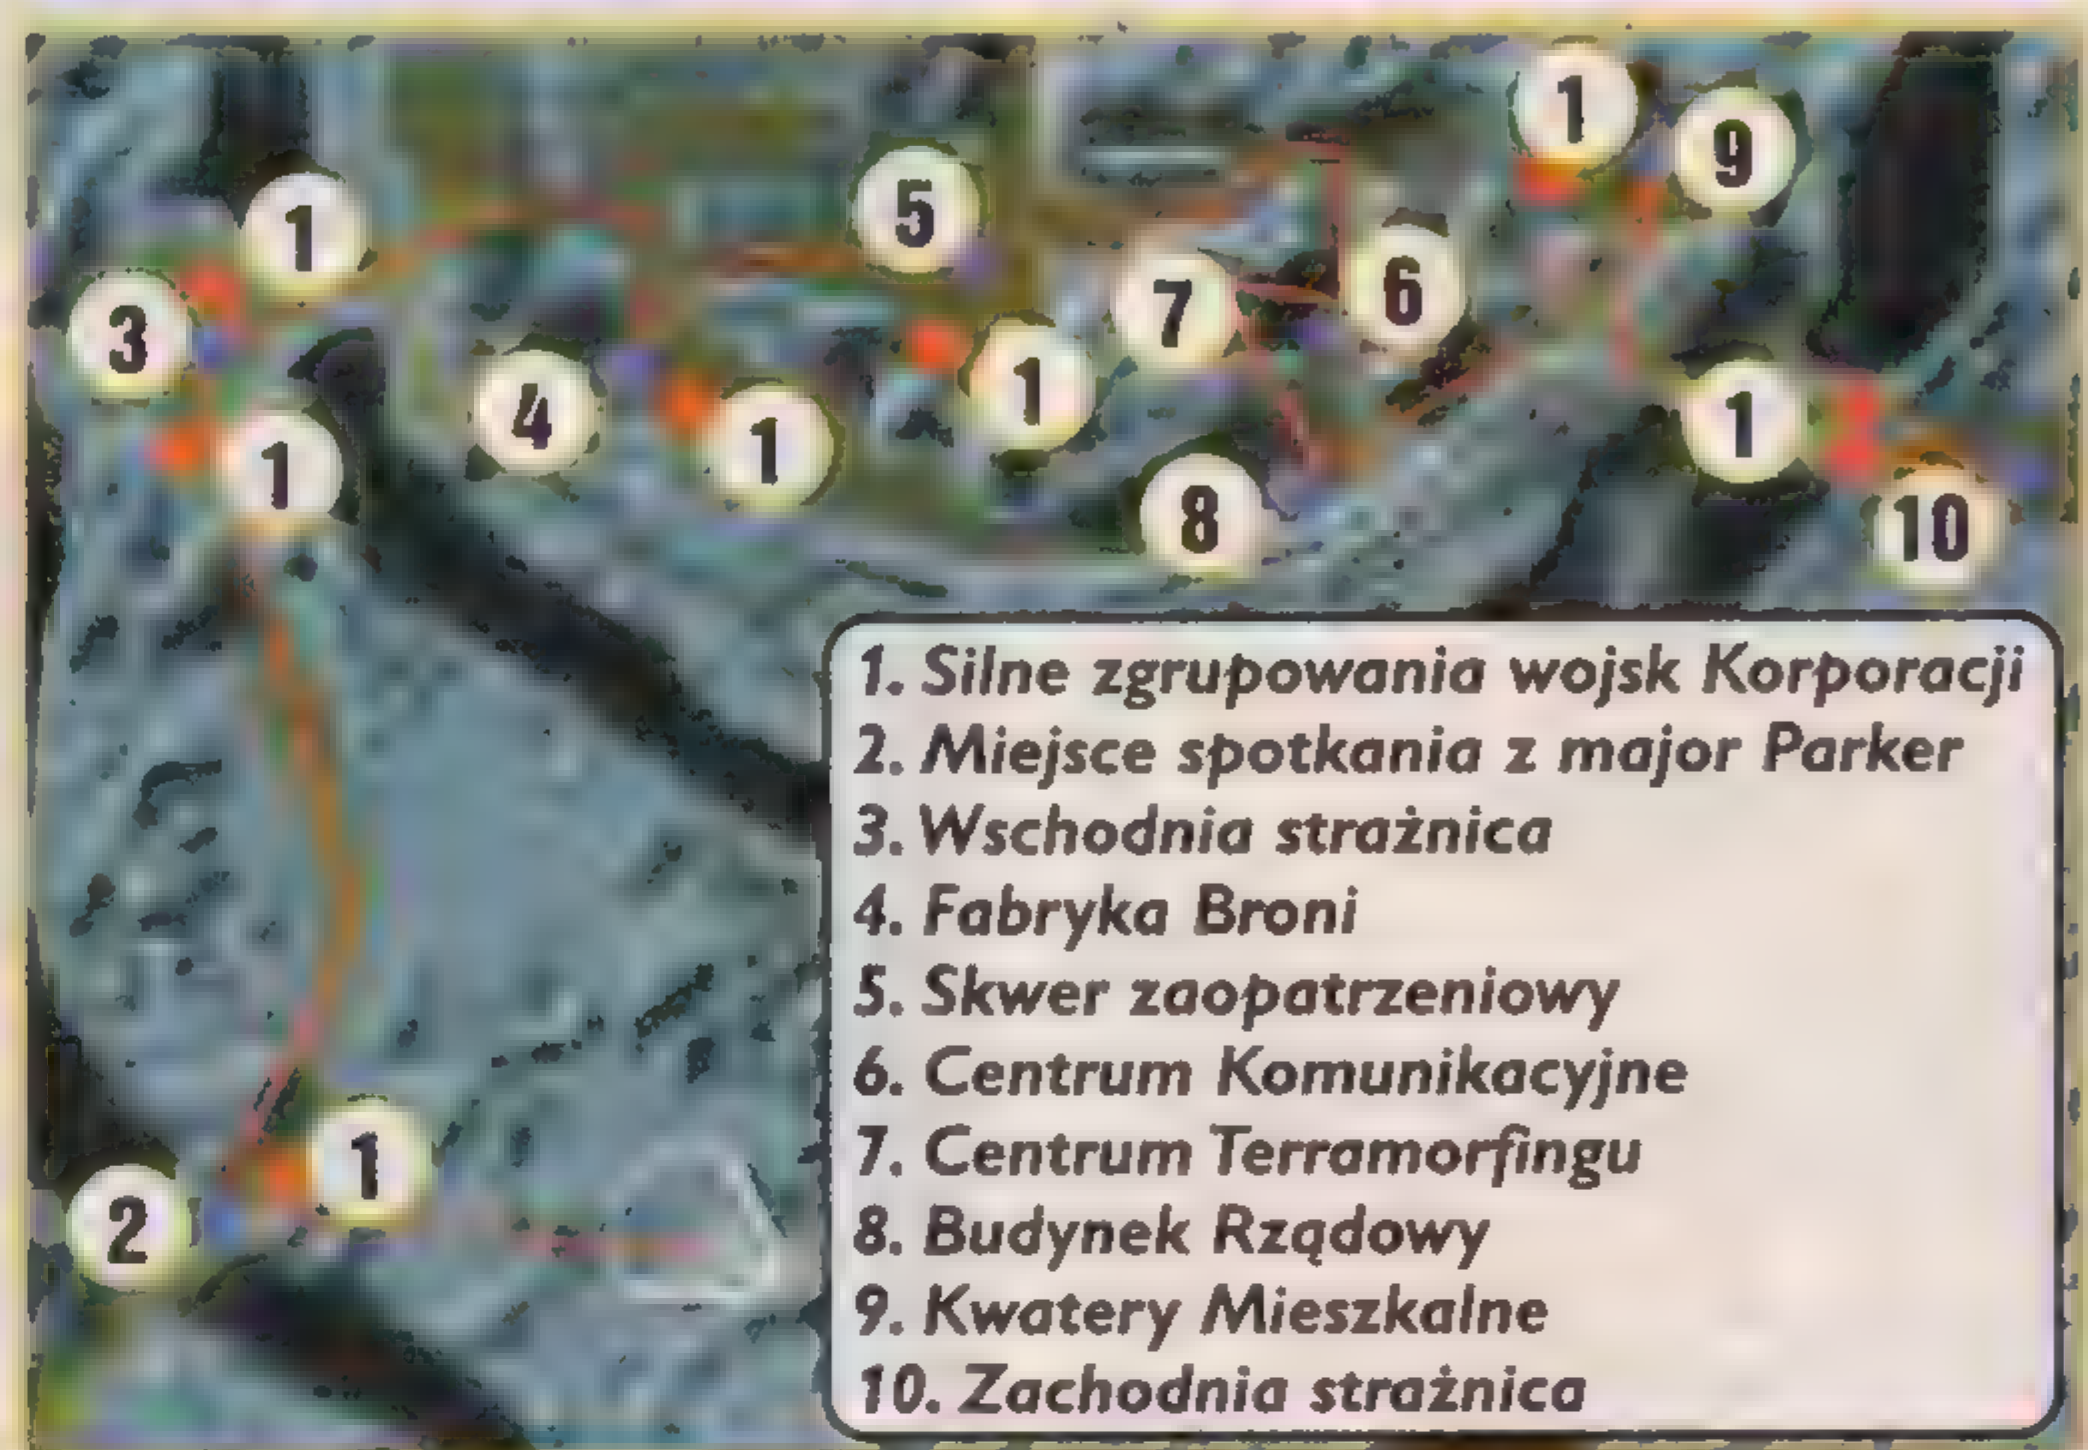 1
9
5
1
6
7
3
1
4
1
1
1
8
10
1. Silne zgrupowania wojsk Korporacji
2. Miejsce spotkania z major Parker
3. Wschodnia strażnica
4. Fabryka Broni
5. Skwer zaopatrzeniowy
6. Centrum Komunikacyjne
7. Centrum Terramorfingu
8. Budynek Rządowy
9. Kwatery Mieszkalne
10. Zachodnia strażnica
1
2